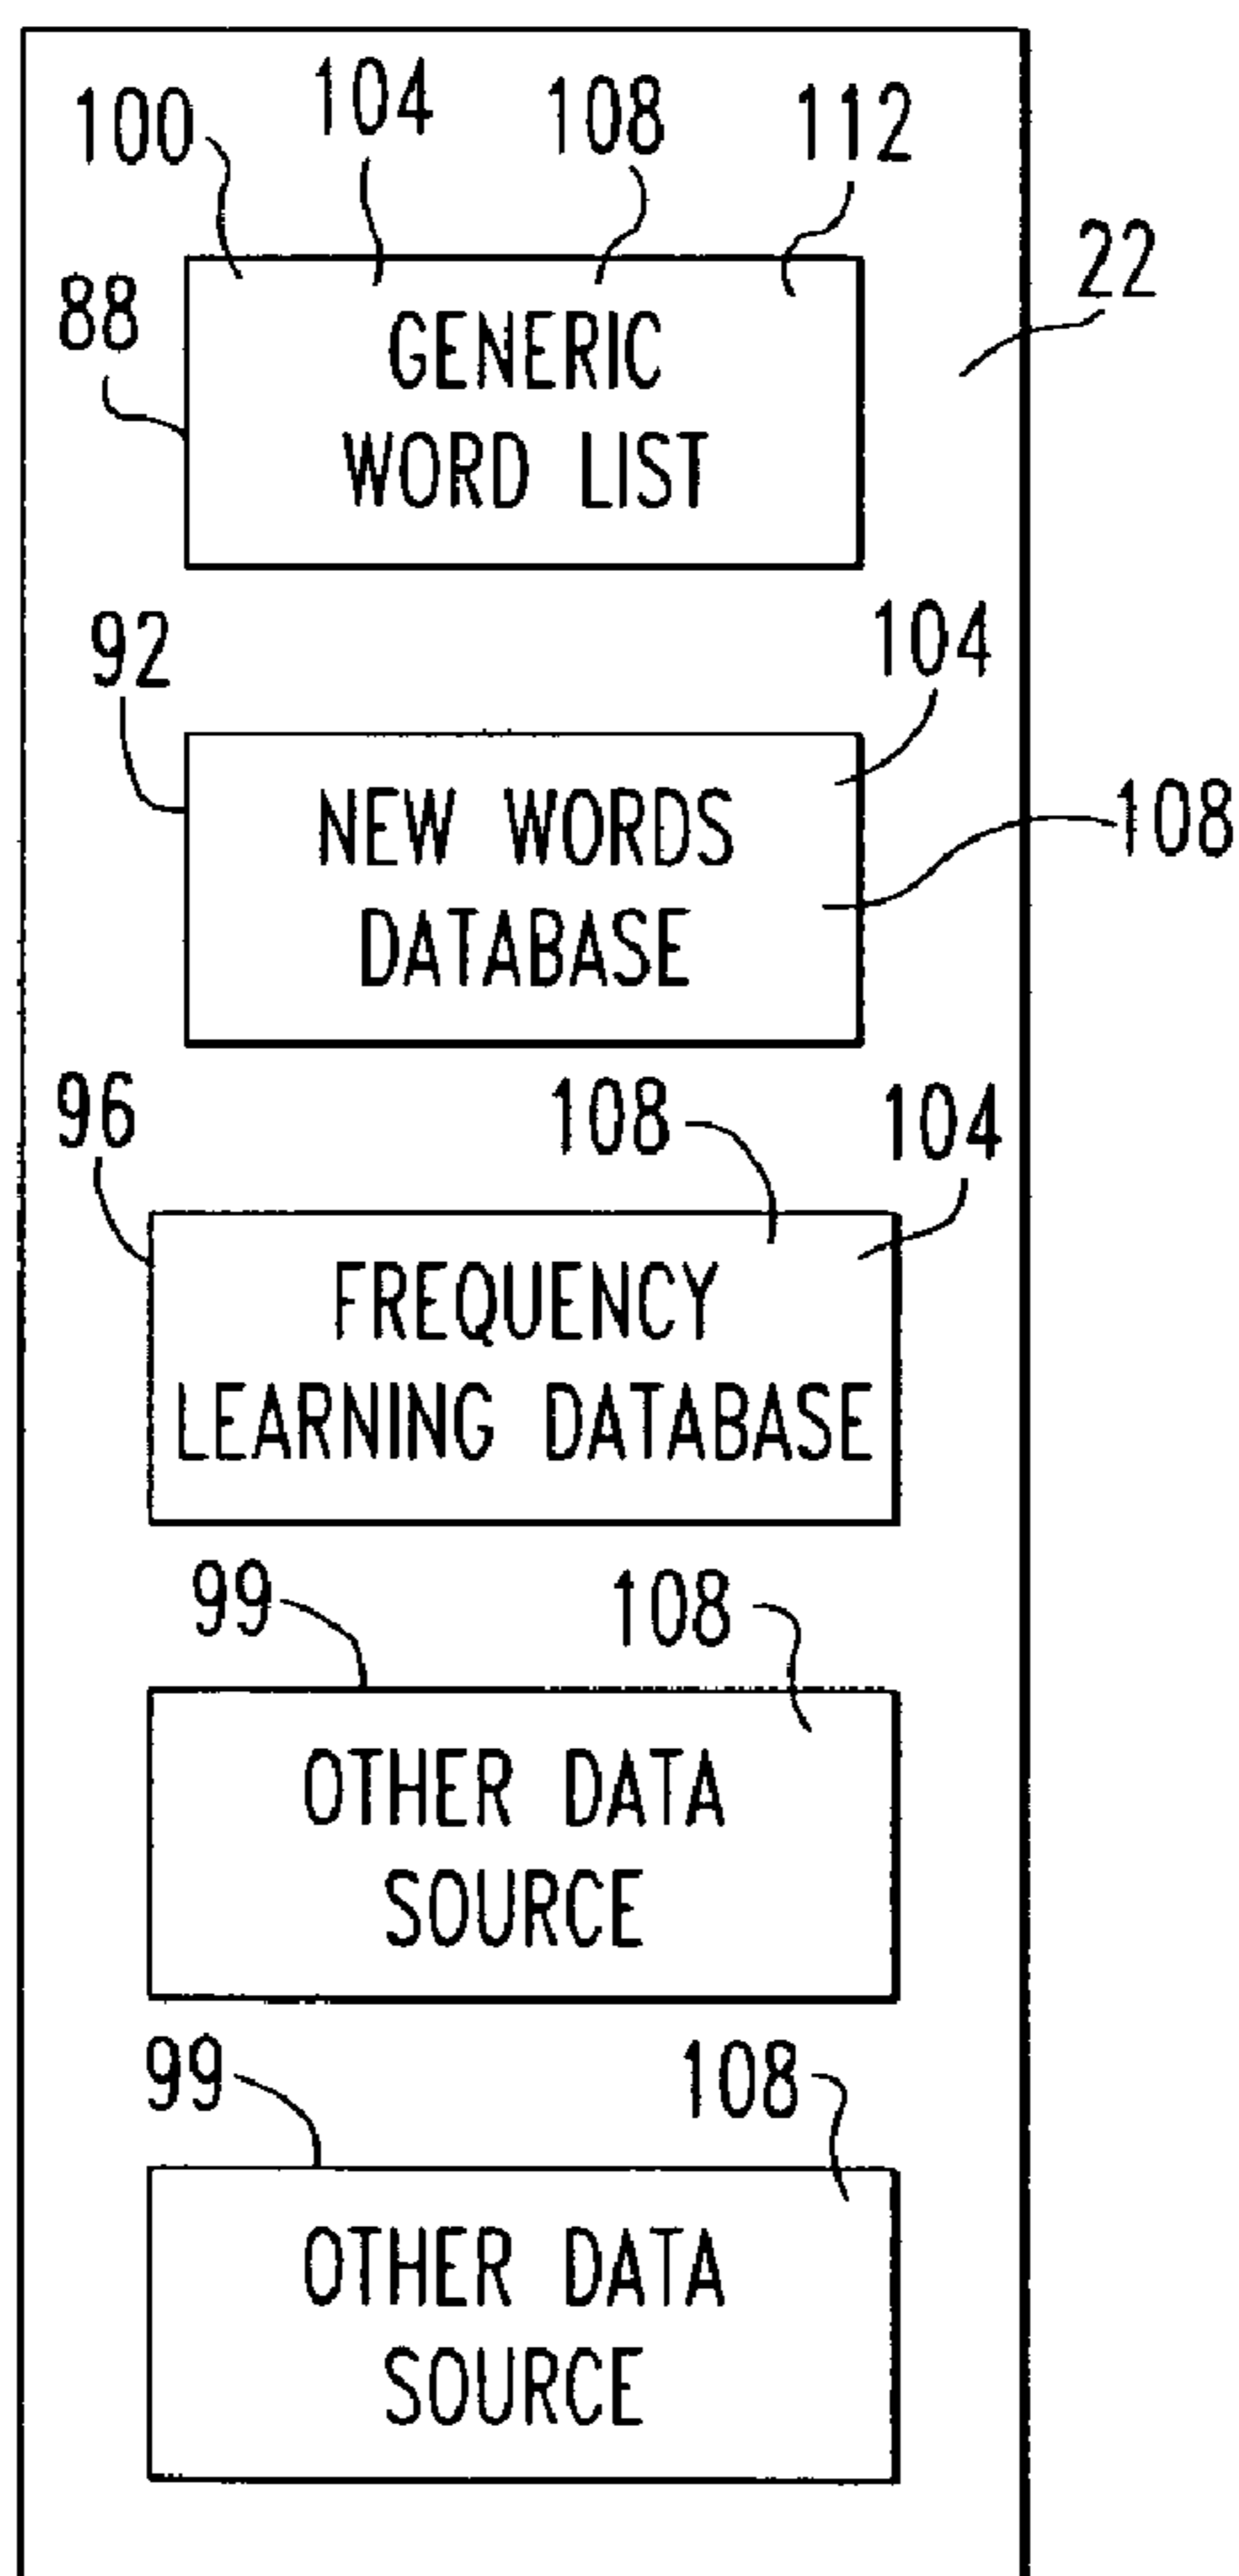 100 104 108 112
22
88
GENERIC
WORD LIST
92
104
NEW WORDS
DATABASE
108
96
108
104
FREQUENCY
LEARNING DATABASE
99
108
OTHER DATA
SOURCE
99
108
OTHER DATA
SOURCE